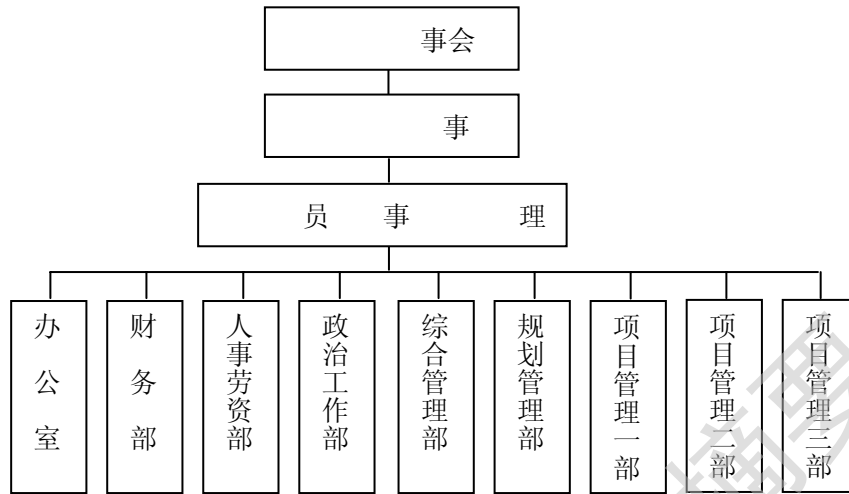 事会
事
员 事 理
办公室
财务部
人事劳资部
政治工作部
综合管理部
规划管理部
项目管理一部
项目管理二部
项目管理三部
摘要